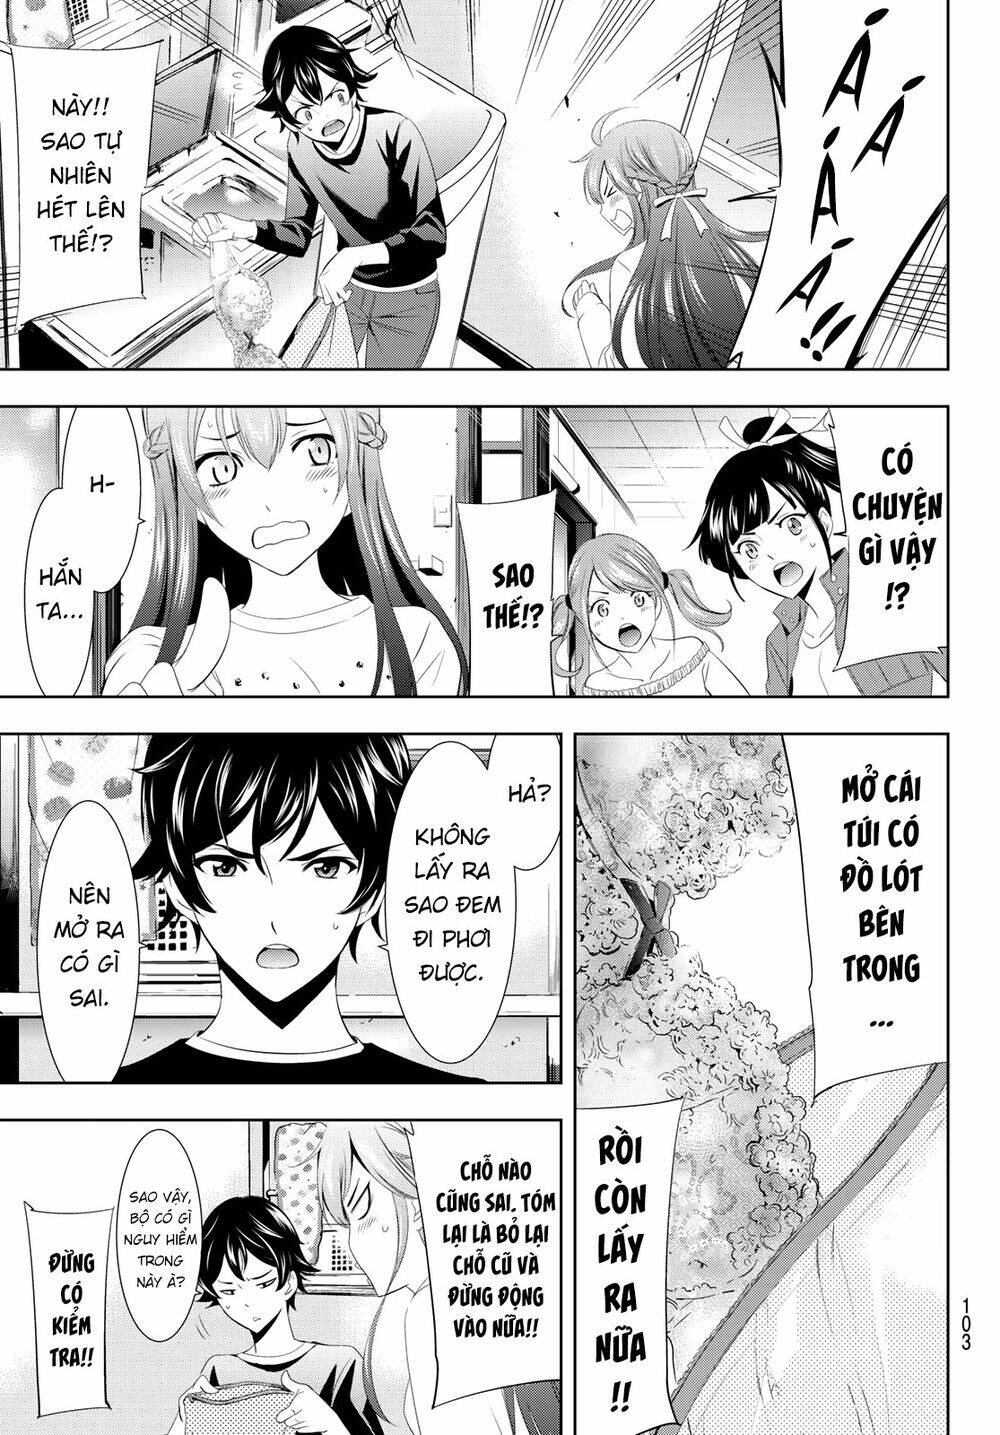 Á
Á
Á
Á
Á!!
NÀY!!
SAO TỰ
NHIÊN
HÉT LÊN
THẾ!?
CÓ
CHUYỆN
GÌ VẬY
!?
SAO
THẾ!?
H-
HẮN
TA...
MỞ CÁI
TÚI CÓ
ĐỒ LÓT
BÊN
TRONG
...
RỒI
CÒN
LẤY
RA
NỮA
!!
HẢ?
KHÔNG
LẤY RA
SAO ĐEM
ĐI PHƠI
ĐƯỢC.
NÊN
MỞ RA
CÓ GÌ
SAI.
CHỖ NÀO
CŨNG SAI. TÓM
LẠI LÀ BỎ LẠI
CHỖ CŨ VÀ
ĐỪNG ĐỘNG
VÀO NỮA!!
SAO VẬY,
BỘ CÓ GÌ
NGUY HIỂM
TRONG
NÀY À?
ĐỪNG
CÓ
KIỂM
TRA!!
103